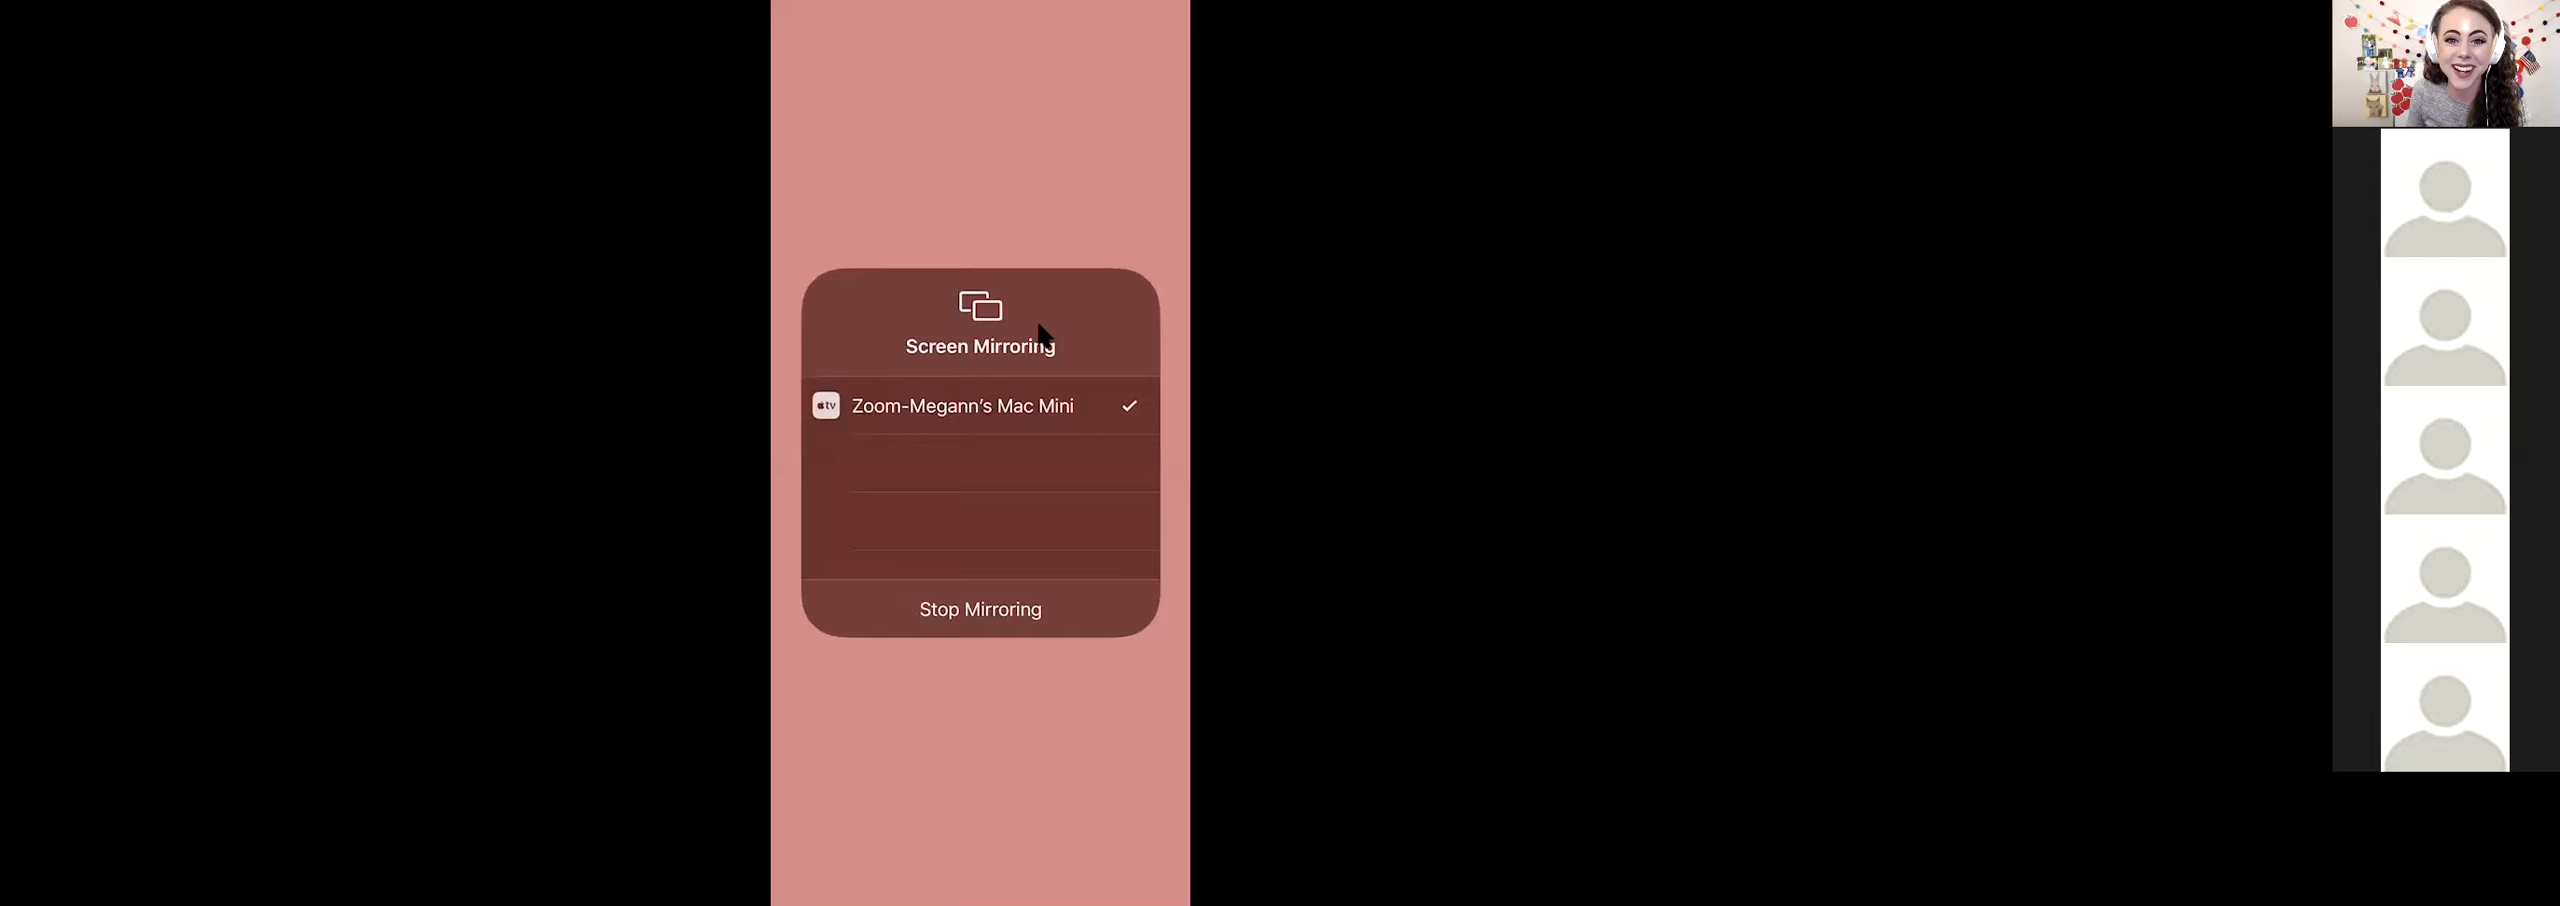 Screen Mirroring
tv Zoom-Megann’s Mac Mini
Stop Mirroring